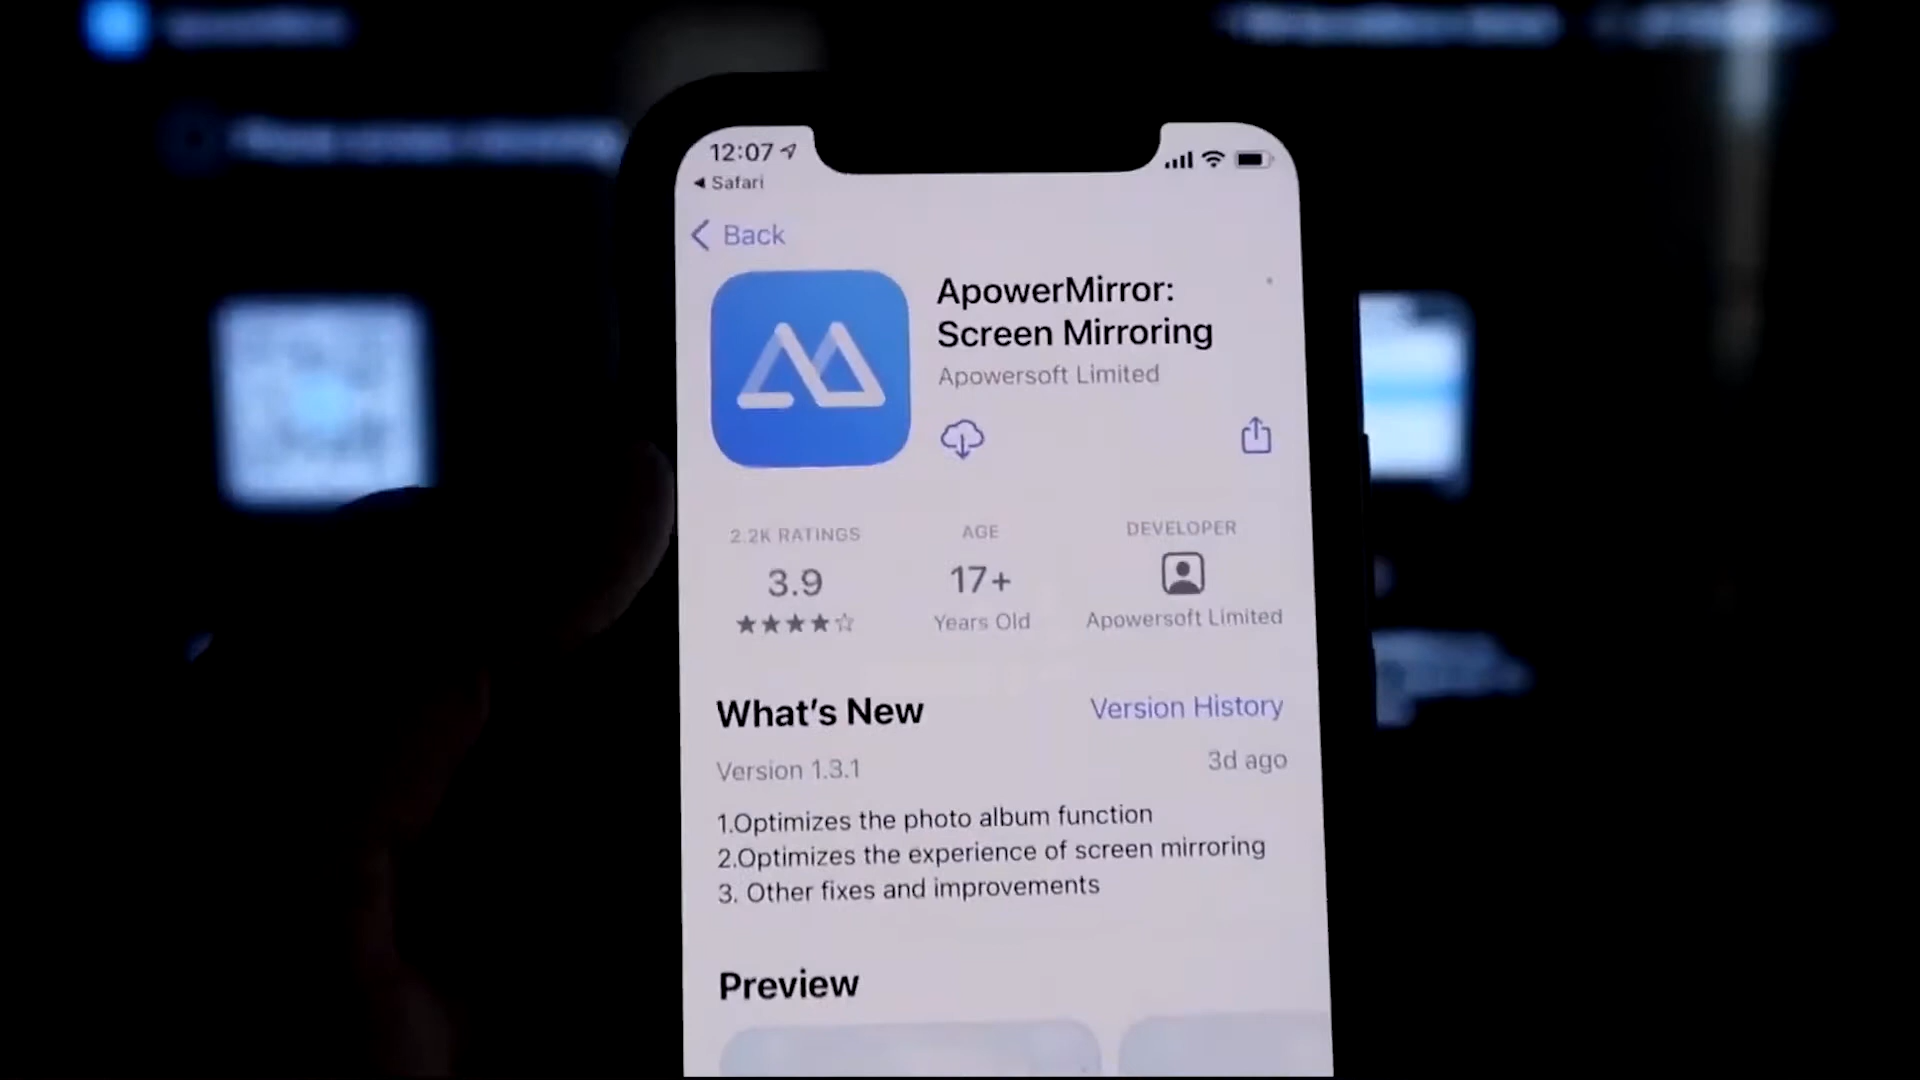 12:07
Safari
Back
ApowerMirror:
Screen Mirroring
Apowersoft Limited
2.2K RATINGS
AGE
DEVELOPER
3.9
17+
Years Old
Apowersoft Limited
What's New
Version History
Version 1.3.1
3d ago
1.Optimizes the photo album function
2.Optimizes the experience of screen mirroring
3. Other fixes and improvements
Preview